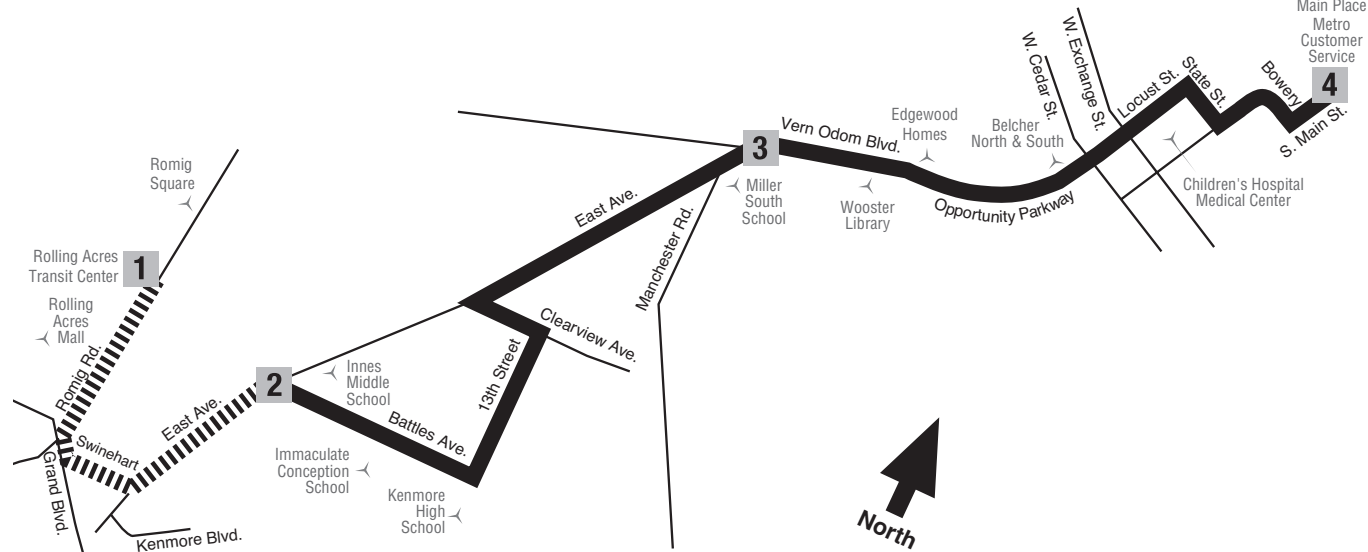 Main Place
Metro
Customer
Service
4
Bowery
S. Main St.
State St.
Locust St.
W. Exchange St.
W. Cedar St.
Children's Hospital
Medical Center
Belcher
North & South
Edgewood
Homes
Vern Odom Blvd.
Opportunity Parkway
Wooster
Library
3
Miller
South
School
East Ave.
Manchester Rd.
Clearview Ave.
13th Street
Battles Ave.
Romig
Square
Rolling Acres
Transit Center
1
Rolling
Acres
Mall
Romig Rd.
2
Innes
Middle
School
East Ave.
Swinehart
Grand Blvd.
Kenmore Blvd.
Immaculate
Conception
School
Kenmore
High
School
North